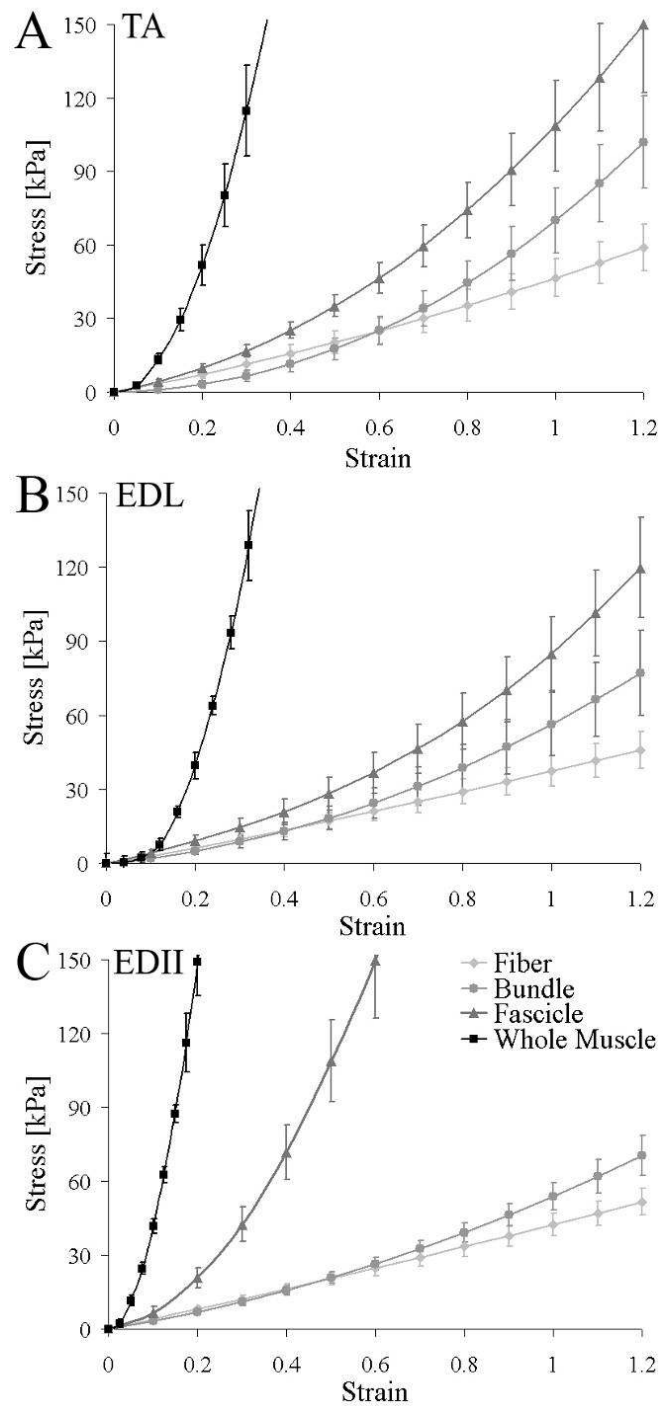 A TA
150
120
90
60
30
0
Stress [kPa]
0 0.2 0.4 0.6 0.8 1 1.2
Strain
B EDL
150
120
90
60
30
0
Stress [kPa]
0 0.2 0.4 0.6 0.8 1 1.2
Strain
C EDII
150
120
90
60
30
0
Stress [kPa]
Fiber
Bundle
Fascicle
Whole Muscle
0 0.2 0.4 0.6 0.8 1 1.2
Strain